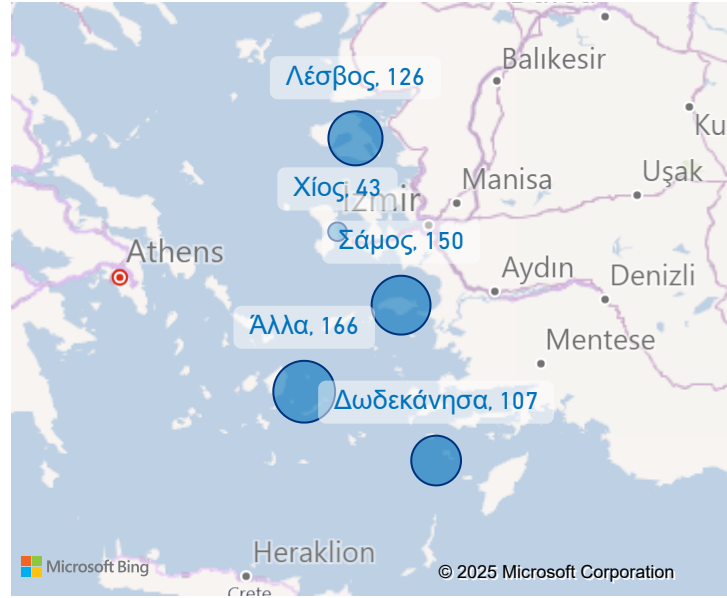 Balıkesir
Λέσβος, 126
Ku
Uşak
Manisa
Χίος, 43
Izmir
Σάμος, 150
Athens
Aydın
Denizli
Άλλα, 166
Mentese
Δωδεκάνησα, 107
Heraklion
Microsoft Bing
© 2025 Microsoft Corporation
Crete